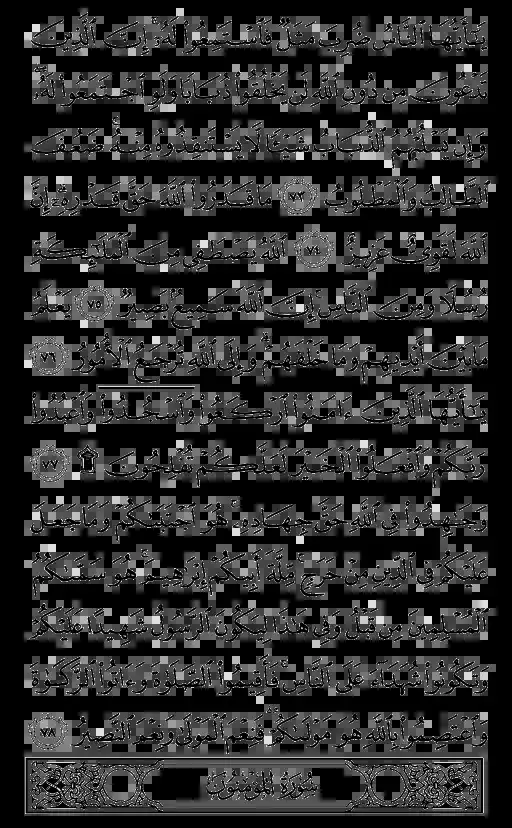 يَٰٓأَيُّهَا ٱلنَّاسُ ضُرِبَ مَثَلٌ فَٱسْتَمِعُوا۟ لَهُۥٓ إِنَّ ٱلَّذِينَ
تَدْعُونَ مِن دُونِ ٱللَّهِ لَن يَخْلُقُوا۟ ذُبَابًا وَلَوِ ٱجْتَمَعُوا۟ لَهُۥ
وَإِن يَسْلُبْهُمُ ٱلذُّبَابُ شَيْـًٔا لَّا يَسْتَنقِذُوهُ مِنْهُ ضَعُفَ
ٱلطَّالِبُ وَٱلْمَطْلُوبُ ٧٣ مَا قَدَرُوا۟ ٱللَّهَ حَقَّ قَدْرِهِۦٓ إِنَّ
ٱللَّهَ لَقَوِىٌّ عَزِيزٌ ٧٤ ٱللَّهُ يَصْطَفِى مِنَ ٱلْمَلَٰٓئِكَةِ
رُسُلًا وَمِنَ ٱلنَّاسِ إِنَّ ٱللَّهَ سَمِيعٌۢ بَصِيرٌ ٧٥ يَعْلَمُ
مَا بَيْنَ أَيْدِيهِمْ وَمَا خَلْفَهُمْ وَإِلَى ٱللَّهِ تُرْجَعُ ٱلْأُمُورُ ٧٦
يَٰٓأَيُّهَا ٱلَّذِينَ ءَامَنُوا۟ ٱرْكَعُوا۟ وَٱسْجُدُوا۟ وَٱعْبُدُوا۟
رَبَّكُمْ وَٱفْعَلُوا۟ ٱلْخَيْرَ لَعَلَّكُمْ تُفْلِحُونَ ۩ ٧٧
وَجَٰهِدُوا۟ فِى ٱللَّهِ حَقَّ جِهَادِهِۦ هُوَ ٱجْتَبَىٰكُمْ وَمَا جَعَلَ
عَلَيْكُمْ فِى ٱلدِّينِ مِنْ حَرَجٍ مِّلَّةَ أَبِيكُمْ إِبْرَٰهِيمَ هُوَ سَمَّىٰكُمُ
ٱلْمُسْلِمِينَ مِن قَبْلُ وَفِى هَٰذَا لِيَكُونَ ٱلرَّسُولُ شَهِيدًا عَلَيْكُمْ
وَتَكُونُوا۟ شُهَدَآءَ عَلَى ٱلنَّاسِ فَأَقِيمُوا۟ ٱلصَّلَوٰةَ وَءَاتُوا۟ ٱلزَّكَوٰةَ
وَٱعْتَصِمُوا۟ بِٱللَّهِ هُوَ مَوْلَىٰكُمْ فَنِعْمَ ٱلْمَوْلَىٰ وَنِعْمَ ٱلنَّصِيرُ ٧٨
سُورَةُ المُؤْمِنُونَ